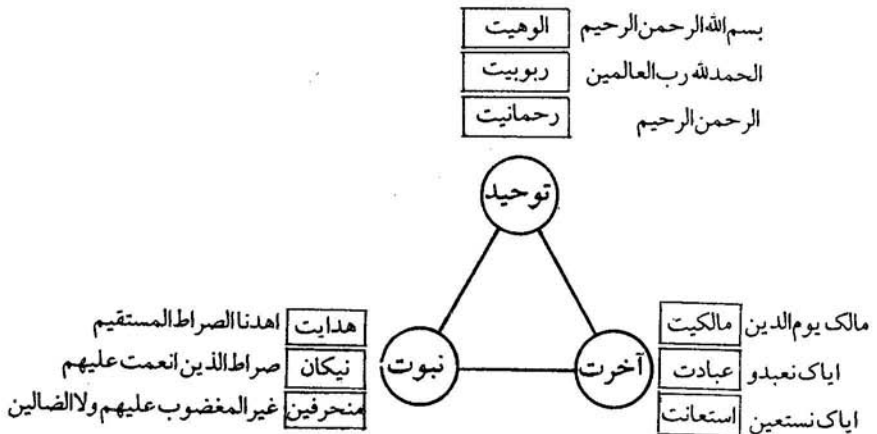 بسم الله الرحمن الرحیم الوهیت
الحمدلله رب العالمین ربوبیت
الرحمن الرحیم رحمانیت
توحید
مالک یوم الدین مالکیت
ایاک نعبدو عبادت
ایاک نستعین استعانت
آخرت
نبوت
هدایت اهدنا الصراط المستقیم
نیکان صراط الذین انعمت علیهم
منحرفین غیر المغضوب علیهم ولا الضالین